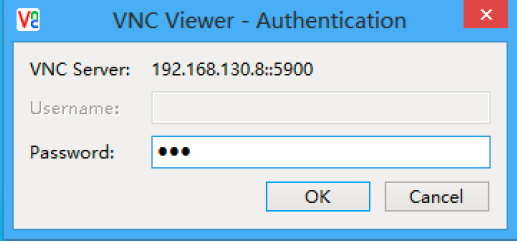 VNC Viewer - Authentication
VNC Server: 192.168.130.8::5900
Username:
Password: ●●●
OK Cancel